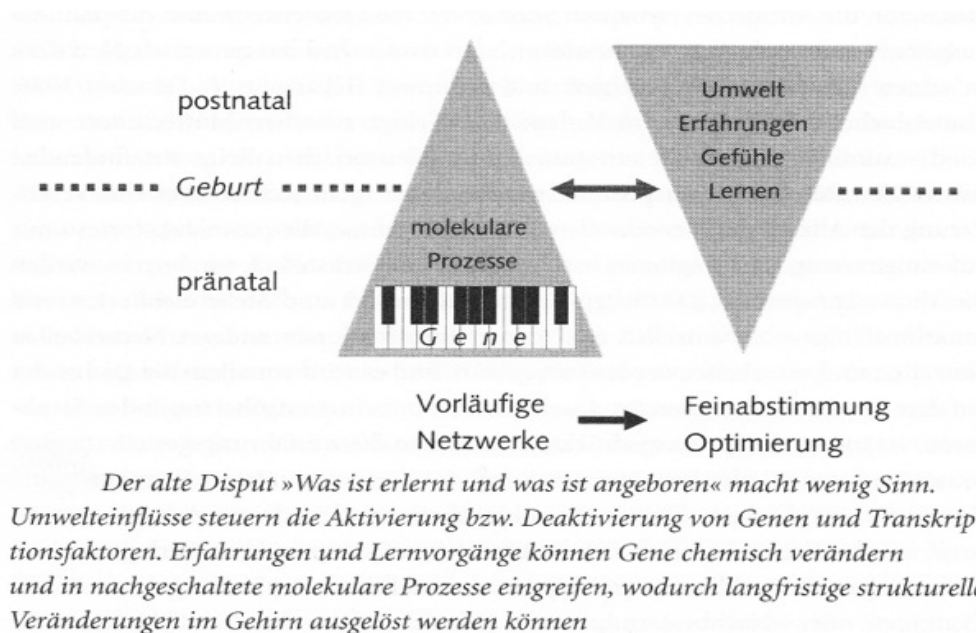 postnatal
Geburt
pränatal
molekulare
Prozesse
Gene
Umwelt
Erfahrungen
Gefühle
Lernen
Vorläufige
Netzwerke
Feinabstimmung
Optimierung
Der alte Disput »Was ist erlernt und was ist angeboren« macht wenig Sinn.
Umwelteinflüsse steuern die Aktivierung bzw. Deaktivierung von Genen und Transkrip
tionsfaktoren. Erfahrungen und Lernvorgänge können Gene chemisch verändern
und in nachgeschaltete molekulare Prozesse eingreifen, wodurch langfristige strukturell
Veränderungen im Gehirn ausgelöst werden können